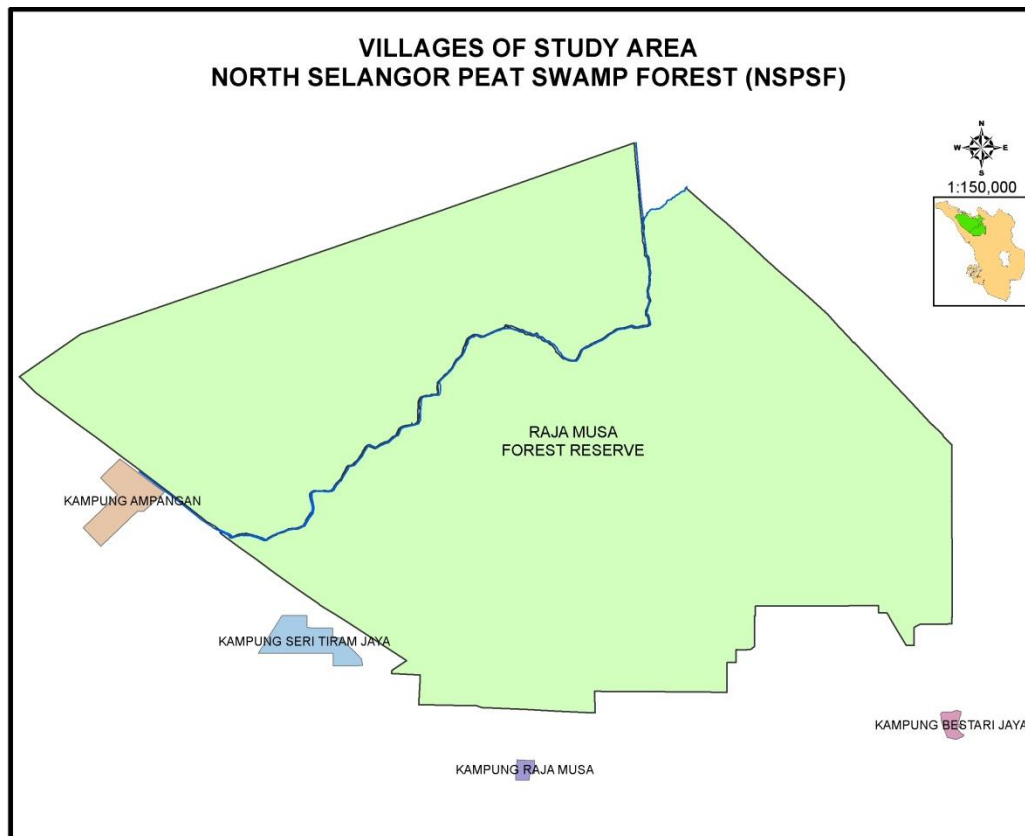 VILLAGES OF STUDY AREA
NORTH SELANGOR PEAT SWAMP FOREST (NSPSF)
N
W E
S
1:150,000
RAJA MUSA
FOREST RESERVE
KAMPUNG AMPANGAN
KAMPUNG SERI TIRAM JAYA
KAMPUNG BESTARI JAYA
KAMPUNG RAJA MUSA